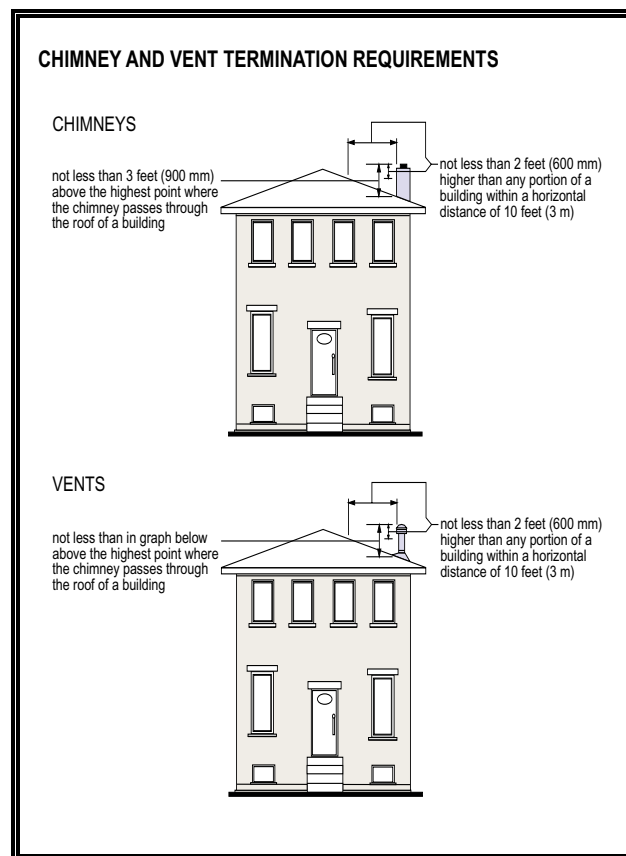 CHIMNEY AND VENT TERMINATION REQUIREMENTS
CHIMNEYS
not less than 3 feet (900 mm)
above the highest point where
the chimney passes through
the roof of a building
not less than 2 feet (600 mm)
higher than any portion of a
building within a horizontal
distance of 10 feet (3 m)
VENTS
not less than in graph below
above the highest point where
the chimney passes through
the roof of a building
not less than 2 feet (600 mm)
higher than any portion of a
building within a horizontal
distance of 10 feet (3 m)